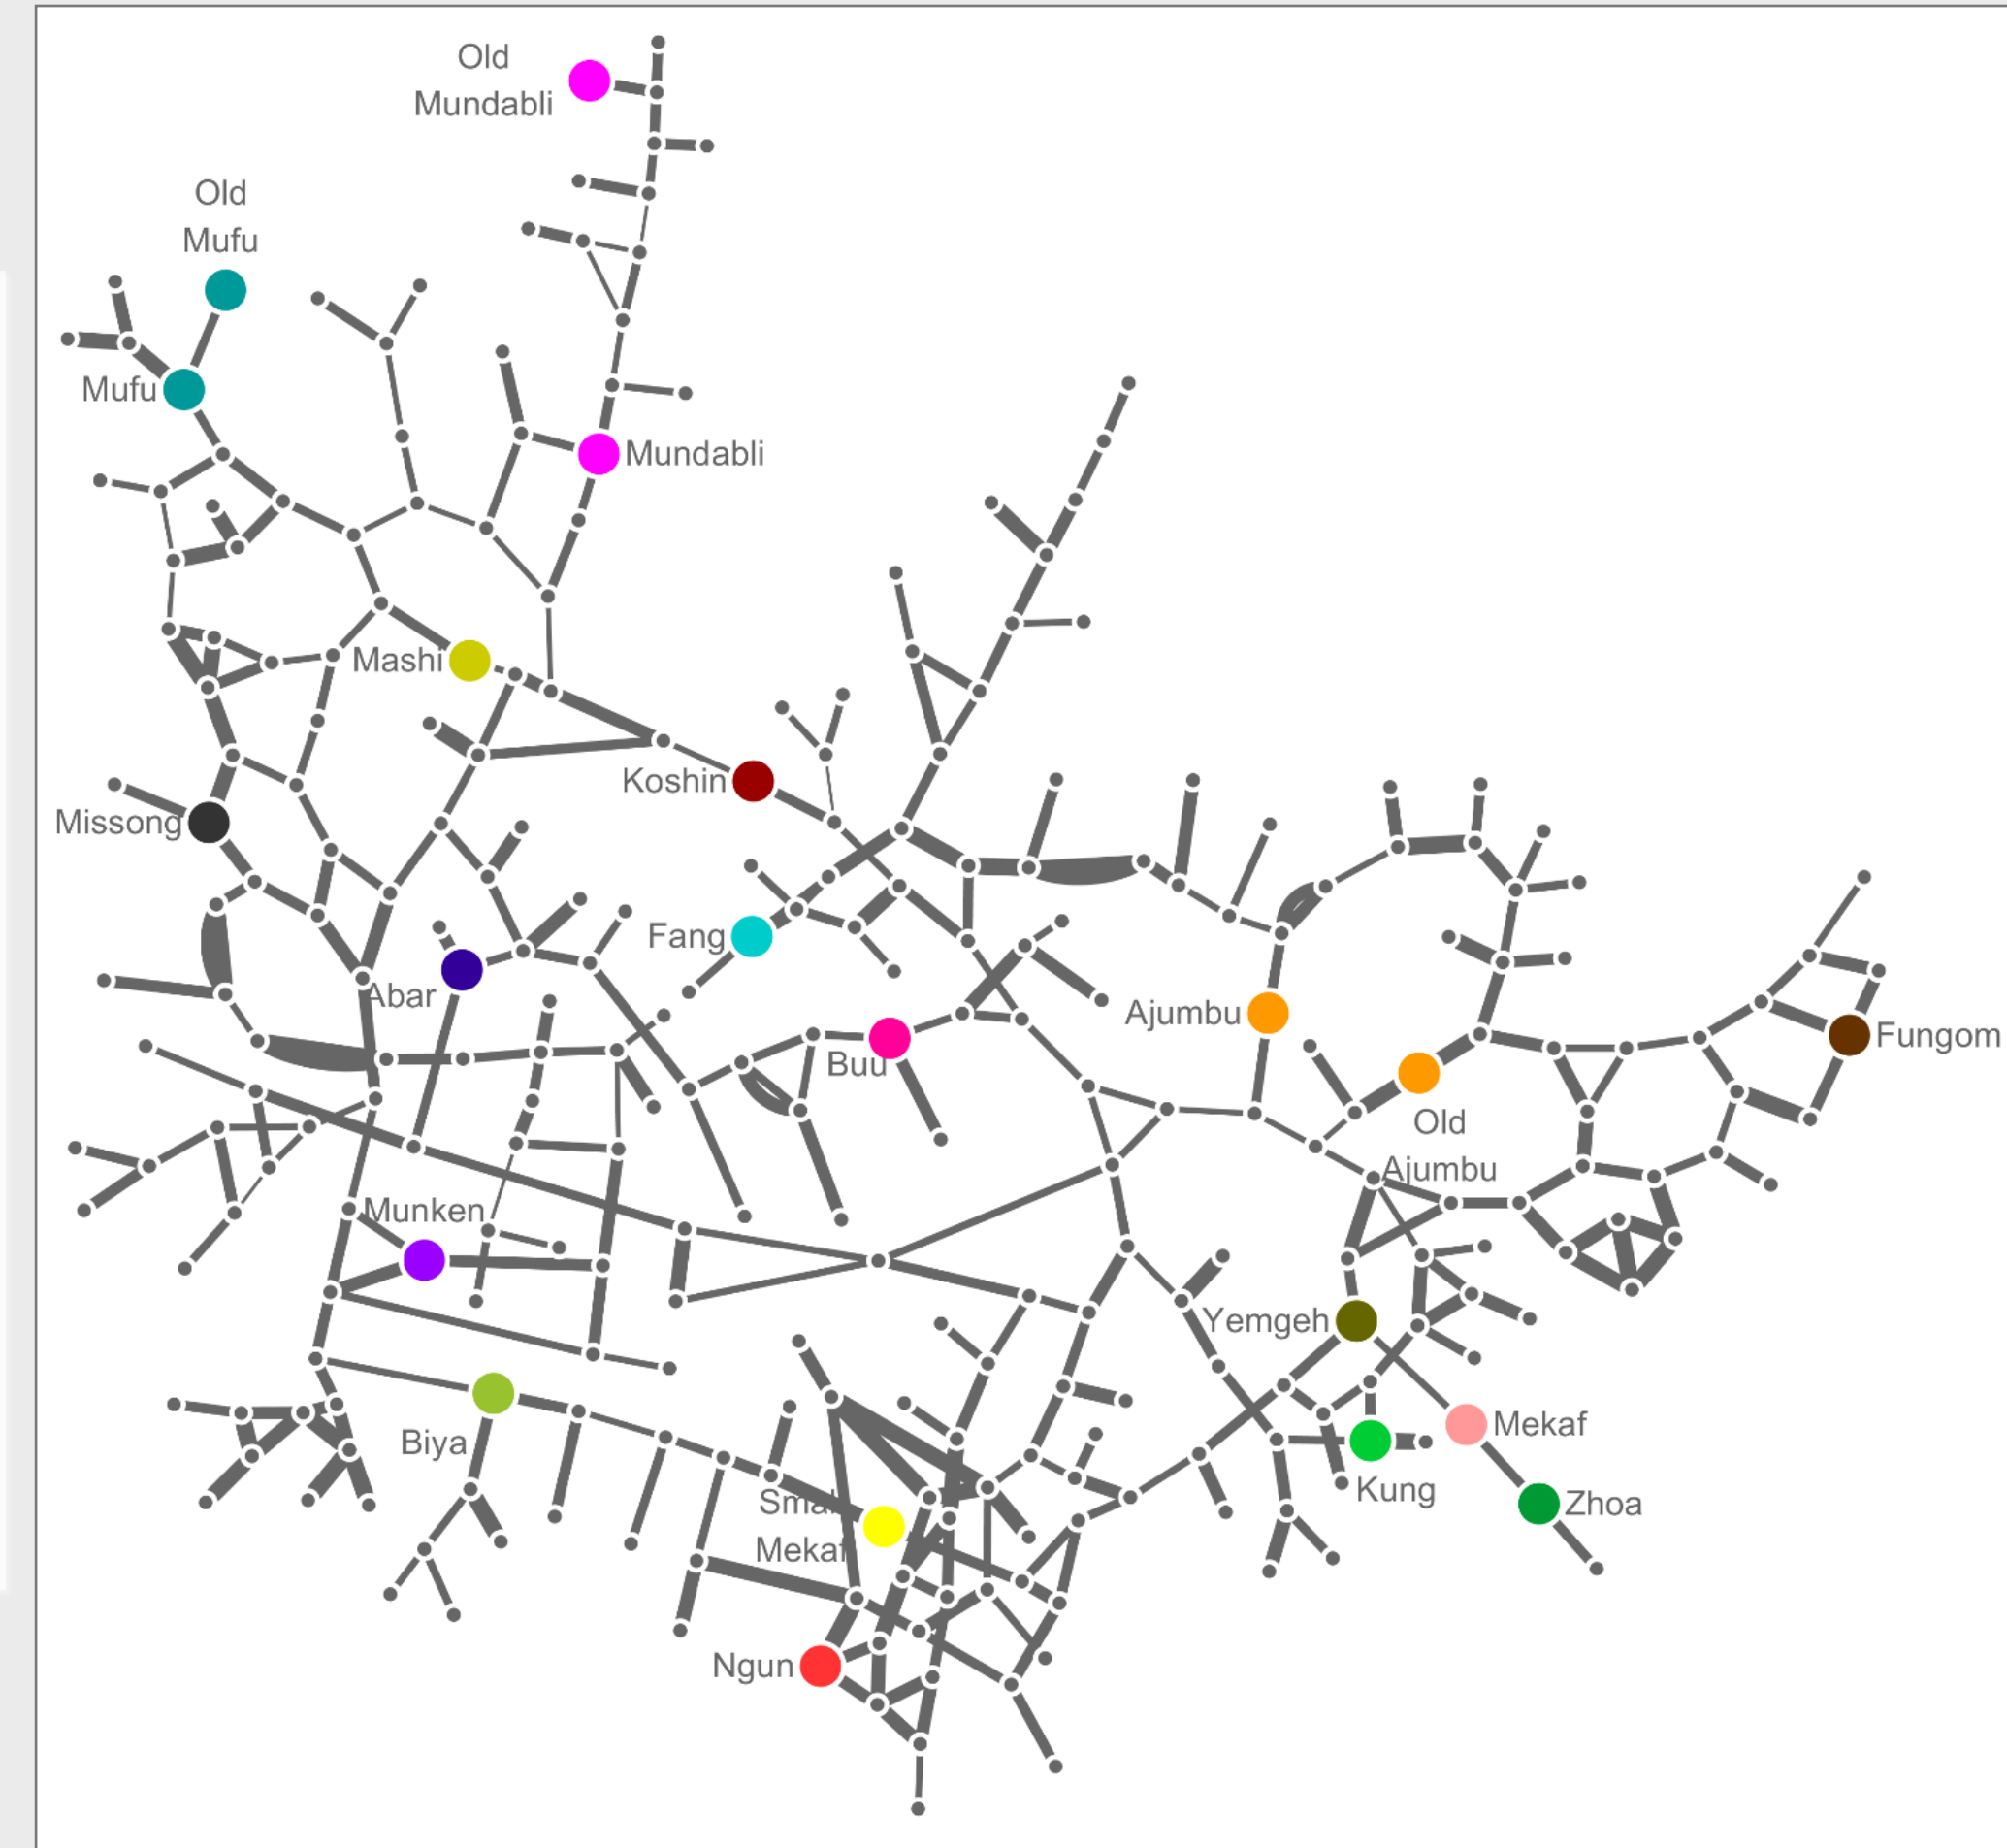 Old
Mundabli
Old
Mufu
Mufu
Mundabli
Mashi
Koshin
Missong
Fang
Abar
Ajumbu
Buu
Fungom
Old
Ajumbu
Munken
Yemgeh
Biya
Mekaf
Kung
Small
Mekaf
Zhoa
Ngun